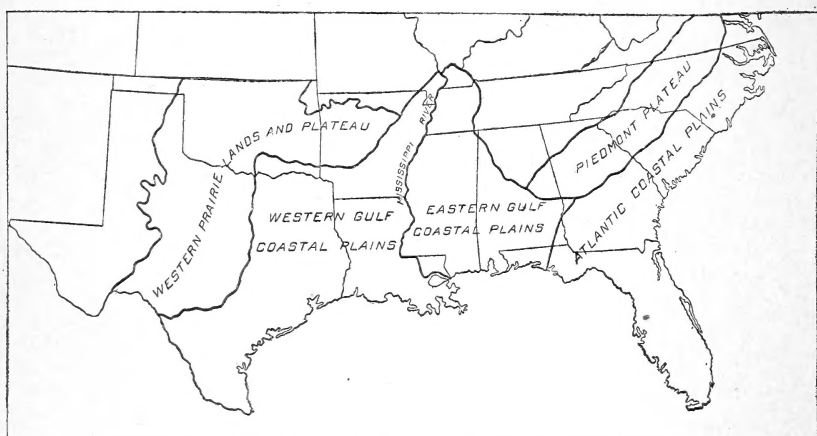 WESTERN PRAIRIE LANDS AND PLATEAU
WESTERN GULF
COASTAL PLAINS
MISSISSIPPI RIVER
EASTERN GULF
COASTAL PLAINS
PIEDMONT PLATEAU
ATLANTIC COASTAL PLAINS